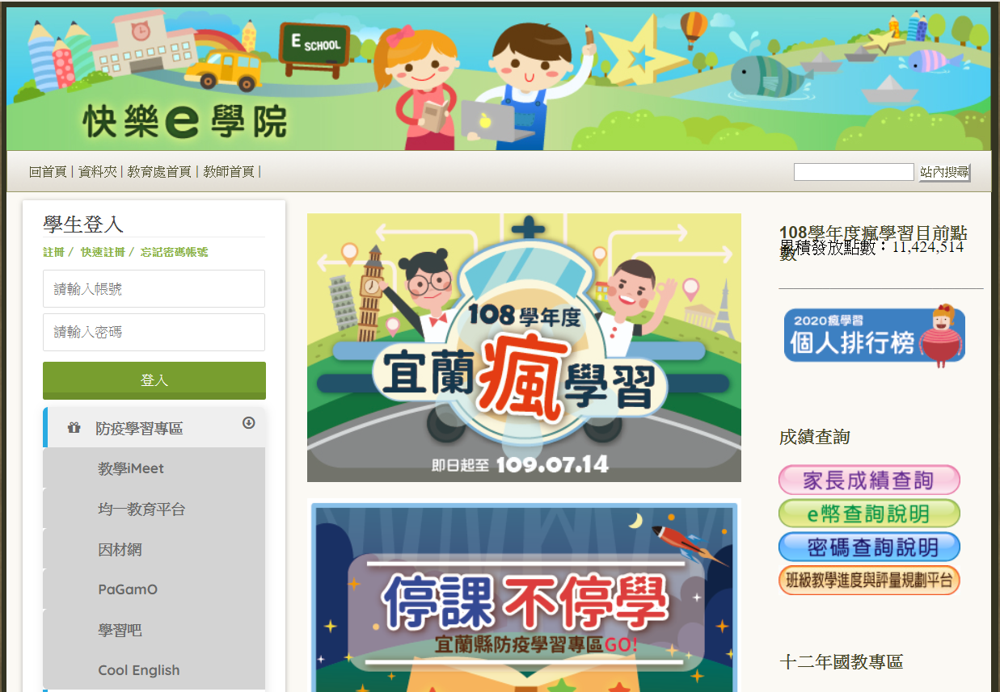 E SCHOOL
快樂e學院
回首頁 | 資料夾 | 教育處首頁 | 教師首頁 |
站內搜尋
學生登入
註冊 / 快速註冊 / 忘記密碼帳號
請輸入帳號
請輸入密碼
登入
防疫學習專區
教學iMeet
均一教育平台
因材網
PaGamO
學習吧
Cool English
108學年度
宜蘭瘋學習
即日起至 109.07.14
停課不停學
宜蘭縣防疫學習專區GO!
108學年度瘋學習目前點
數
累積發放點數：11,424,514
2020瘋學習
個人排行榜
成績查詢
家長成績查詢
e幣查詢說明
密碼查詢說明
班級教學進度與評量規劃平台
十二年國教專區